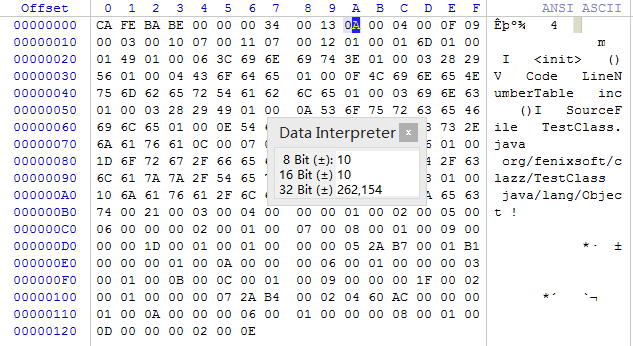 Offset 0 1 2 3 4 5 6 7 8 9 A B C D E F ANSI ASCII
00000000 CA FE BA BE 00 00 00 34 00 13 0A 00 04 00 0F 09 Êþº¾ 4
00000010 00 03 00 10 07 00 11 07 00 12 01 00 01 6D 01 00 m
00000020 01 49 01 00 06 3C 69 6E 69 74 3E 01 00 03 28 29 I <init> ()
00000030 56 01 00 04 43 6F 64 65 01 00 0F 4C 69 6E 65 4E V Code LineN
00000040 75 6D 62 65 72 54 61 62 6C 65 01 00 03 69 6E 63 umberTable inc
00000050 01 00 03 28 29 49 01 00 0A 53 6F 75 72 63 65 46 ()I SourceF
00000060 69 6C 65 01 00 0E 54 73 2E ile TestClass.
00000070 6A 61 76 61 0C 00 07 01 00 java
00000080 1D 6F 72 67 2F 66 65 2F 63 org/fenixsoft/c
00000090 6C 61 7A 7A 2F 54 65 01 00 lazz/TestClass
000000A0 10 6A 61 76 61 2F 6C 65 63 java/lang/Objec
000000B0 74 00 21 00 03 00 04 00 00 00 01 00 02 00 05 00 t !
000000C0 06 00 00 00 02 00 01 00 07 00 08 00 01 00 09 00
000000D0 00 00 1D 00 01 00 01 00 00 00 05 2A B7 00 01 B1 *· ±
000000E0 00 00 00 01 00 0A 00 00 00 06 00 01 00 00 00 03
000000F0 00 01 00 0B 00 0C 00 01 00 09 00 00 00 1F 00 02
00000100 00 01 00 00 00 07 2A B4 00 02 04 60 AC 00 00 00 *´ `¬
00000110 01 00 0A 00 00 00 06 00 01 00 00 00 08 00 01 00
00000120 0D 00 00 00 02 00 0E
Data Interpreter x
8 Bit (±): 10
16 Bit (±) 10
32 Bit (±) 262,154